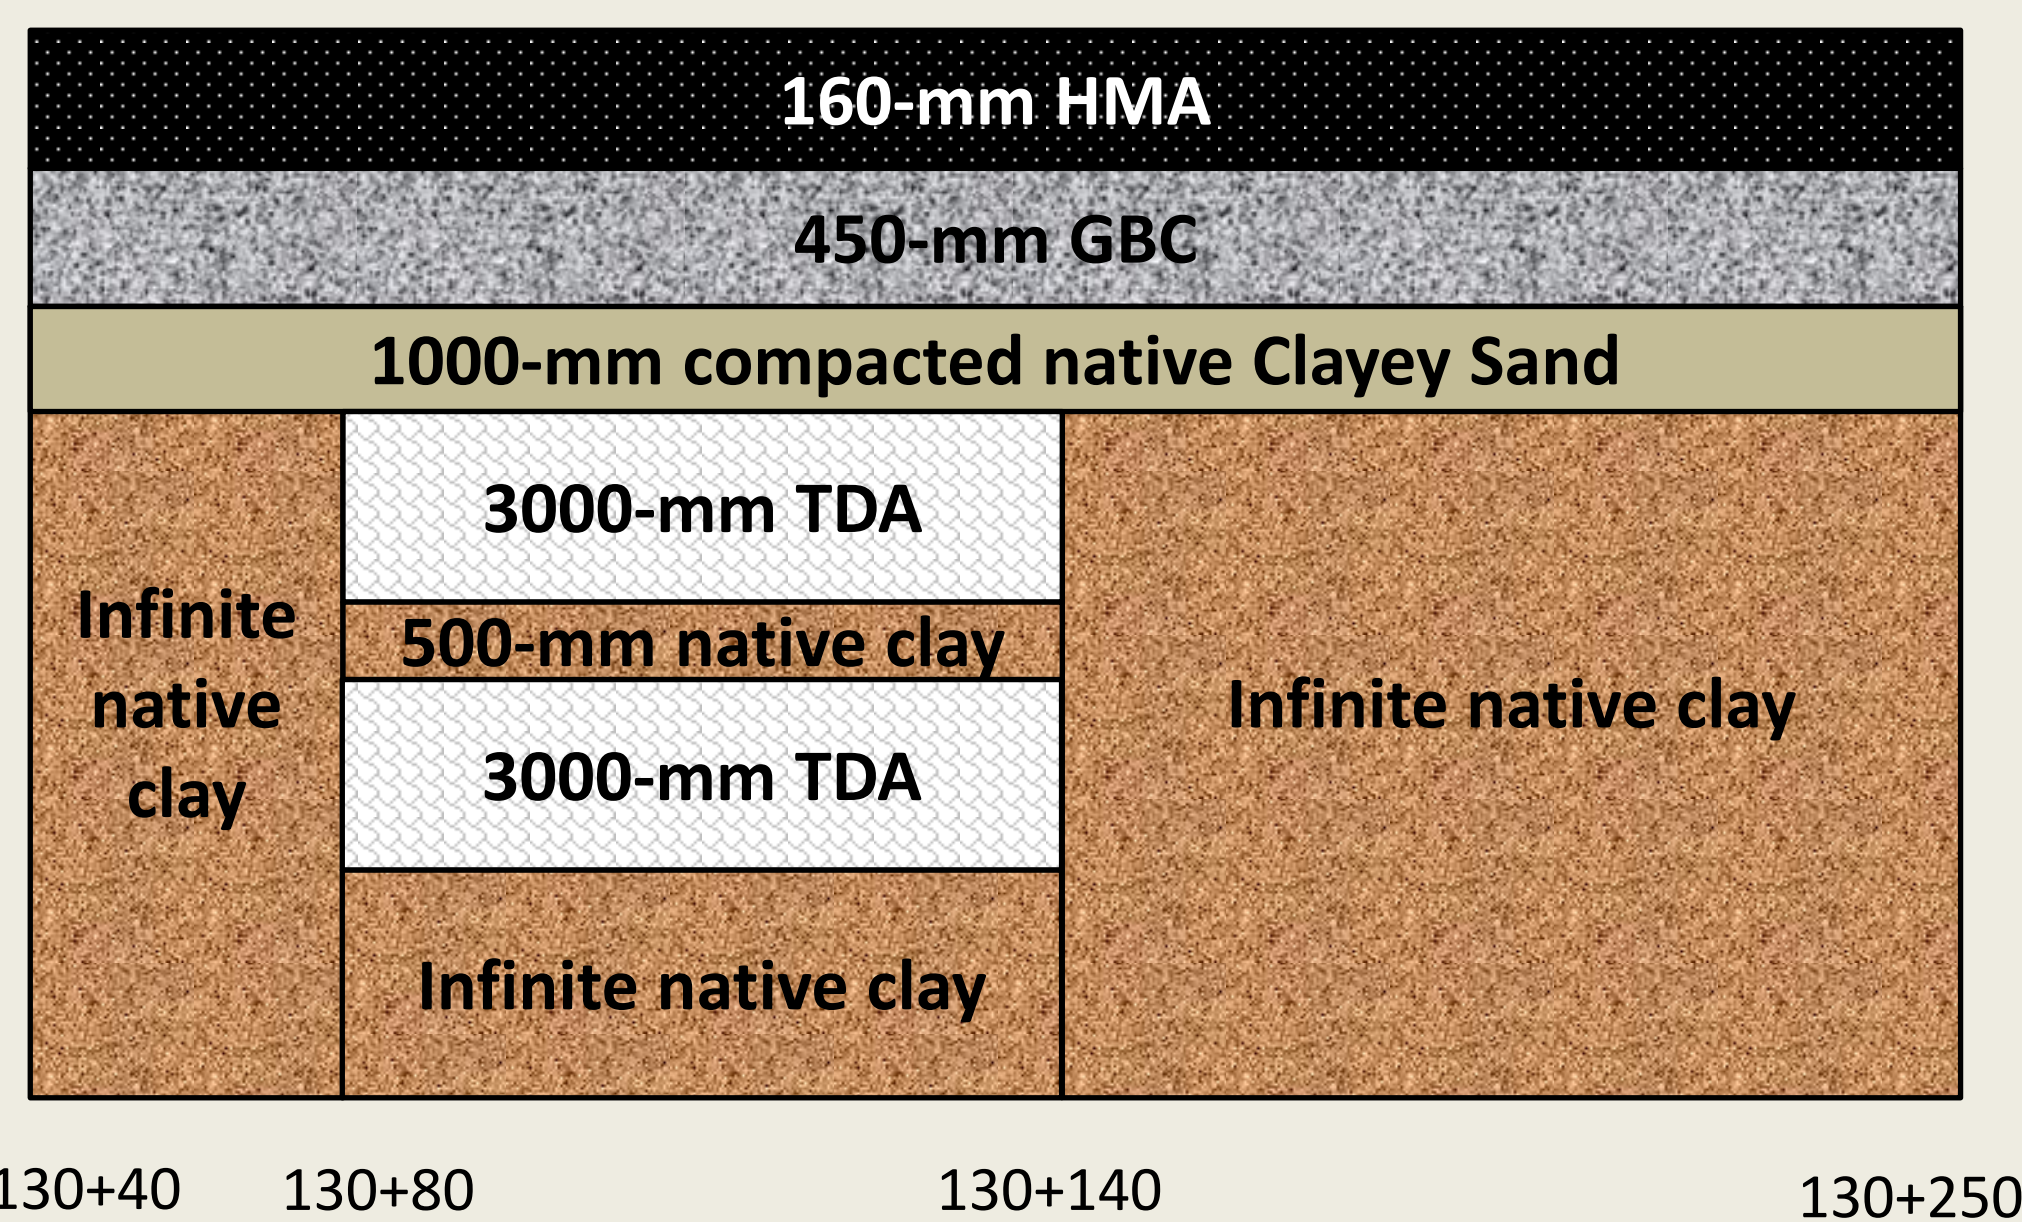 160-mm HMA
450-mm GBC
1000-mm compacted native Clayey Sand
3000-mm TDA
500-mm native clay
3000-mm TDA
Infinite native clay
Infinite
native
clay
Infinite native clay
130+40
130+80
130+140
130+250